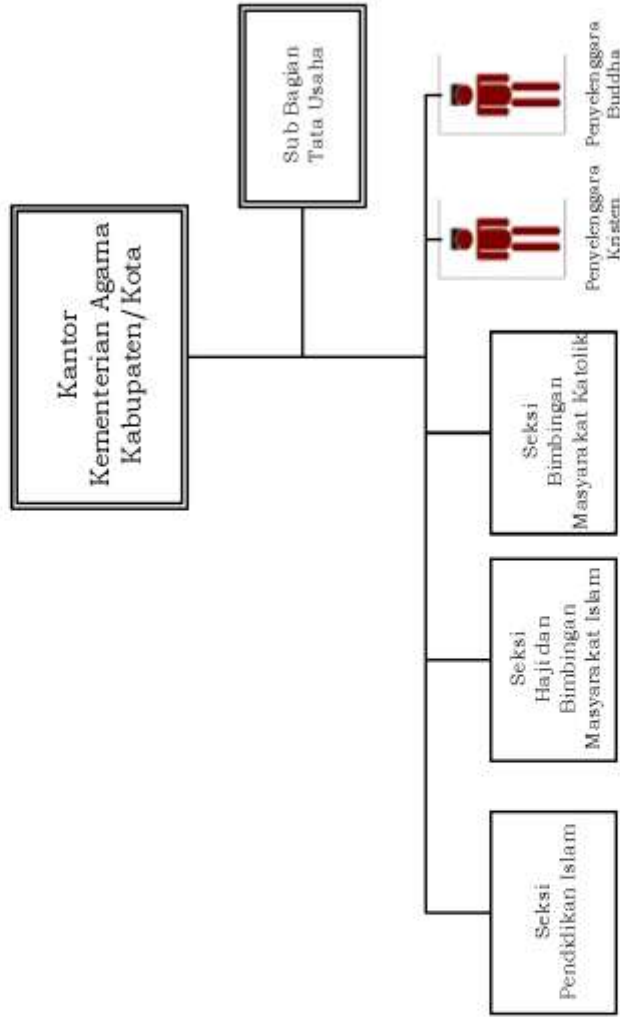 Kantor
Kementerian Agama
Kabupaten/Kota
Sub Bagian
Tata Usaha
Seksi
Pendidikan Islam
Seksi
Haji dan
Bimbingan
Masyarakat Islam
Seksi
Bimbingan
Masyarakat Katolik
Penyelenggara
Kristen
Penyelenggara
Buddha